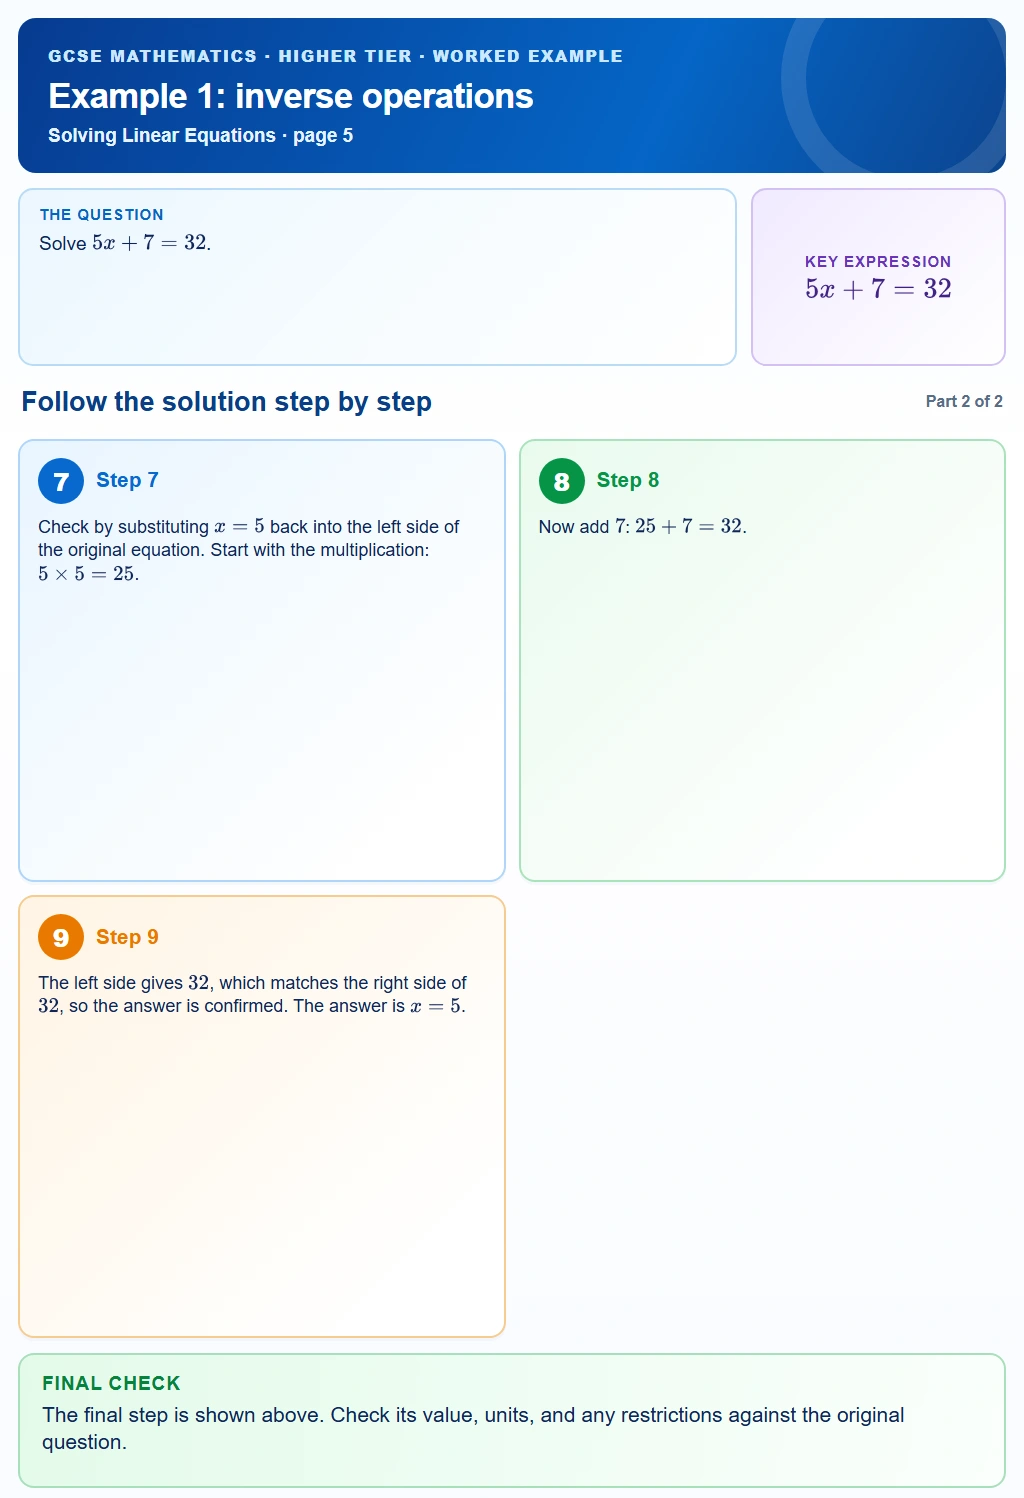 GCSE MATHEMATICS · HIGHER TIER · WORKED EXAMPLE
Example 1: inverse operations
Solving Linear Equations · page 5
THE QUESTION
Solve 5x + 7 = 32.
KEY EXPRESSION
5x + 7 = 32
Follow the solution step by step
Part 2 of 2
7 Step 7
Check by substituting x = 5 back into the left side of
the original equation. Start with the multiplication:
5 × 5 = 25.
8 Step 8
Now add 7: 25 + 7 = 32.
9 Step 9
The left side gives 32, which matches the right side of
32, so the answer is confirmed. The answer is x = 5.
FINAL CHECK
The final step is shown above. Check its value, units, and any restrictions against the original
question.